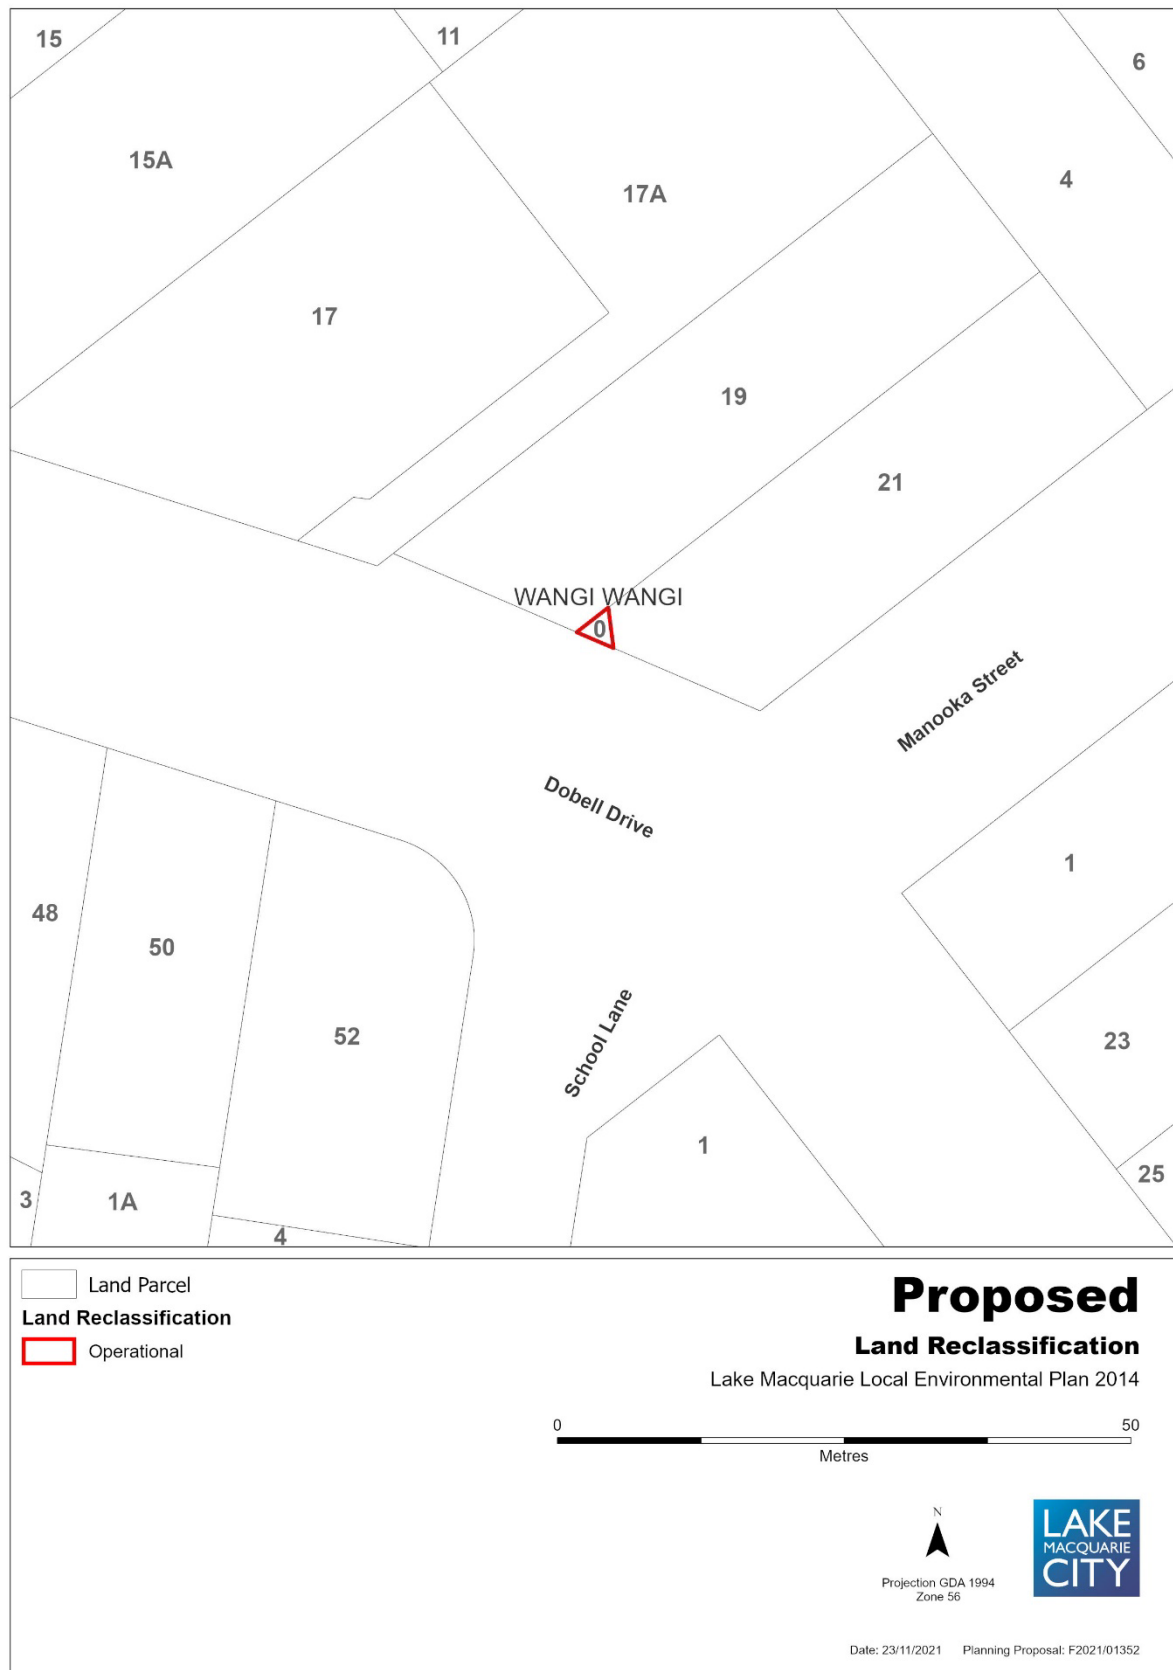 15
11
6
15A
4
17A
17
19
21
WANGI WANGI
0
Manooka Street
Dobell Drive
1
48
50
52
School Lane
23
1
25
3
1A
4
Land Parcel
Land Reclassification
Operational
Proposed
Land Reclassification
Lake Macquarie Local Environmental Plan 2014
0 50
Metres
N
Projection GDA 1994
Zone 56
LAKE
MACQUARIE
CITY
Date: 23/11/2021 Planning Proposal: F2021/01352